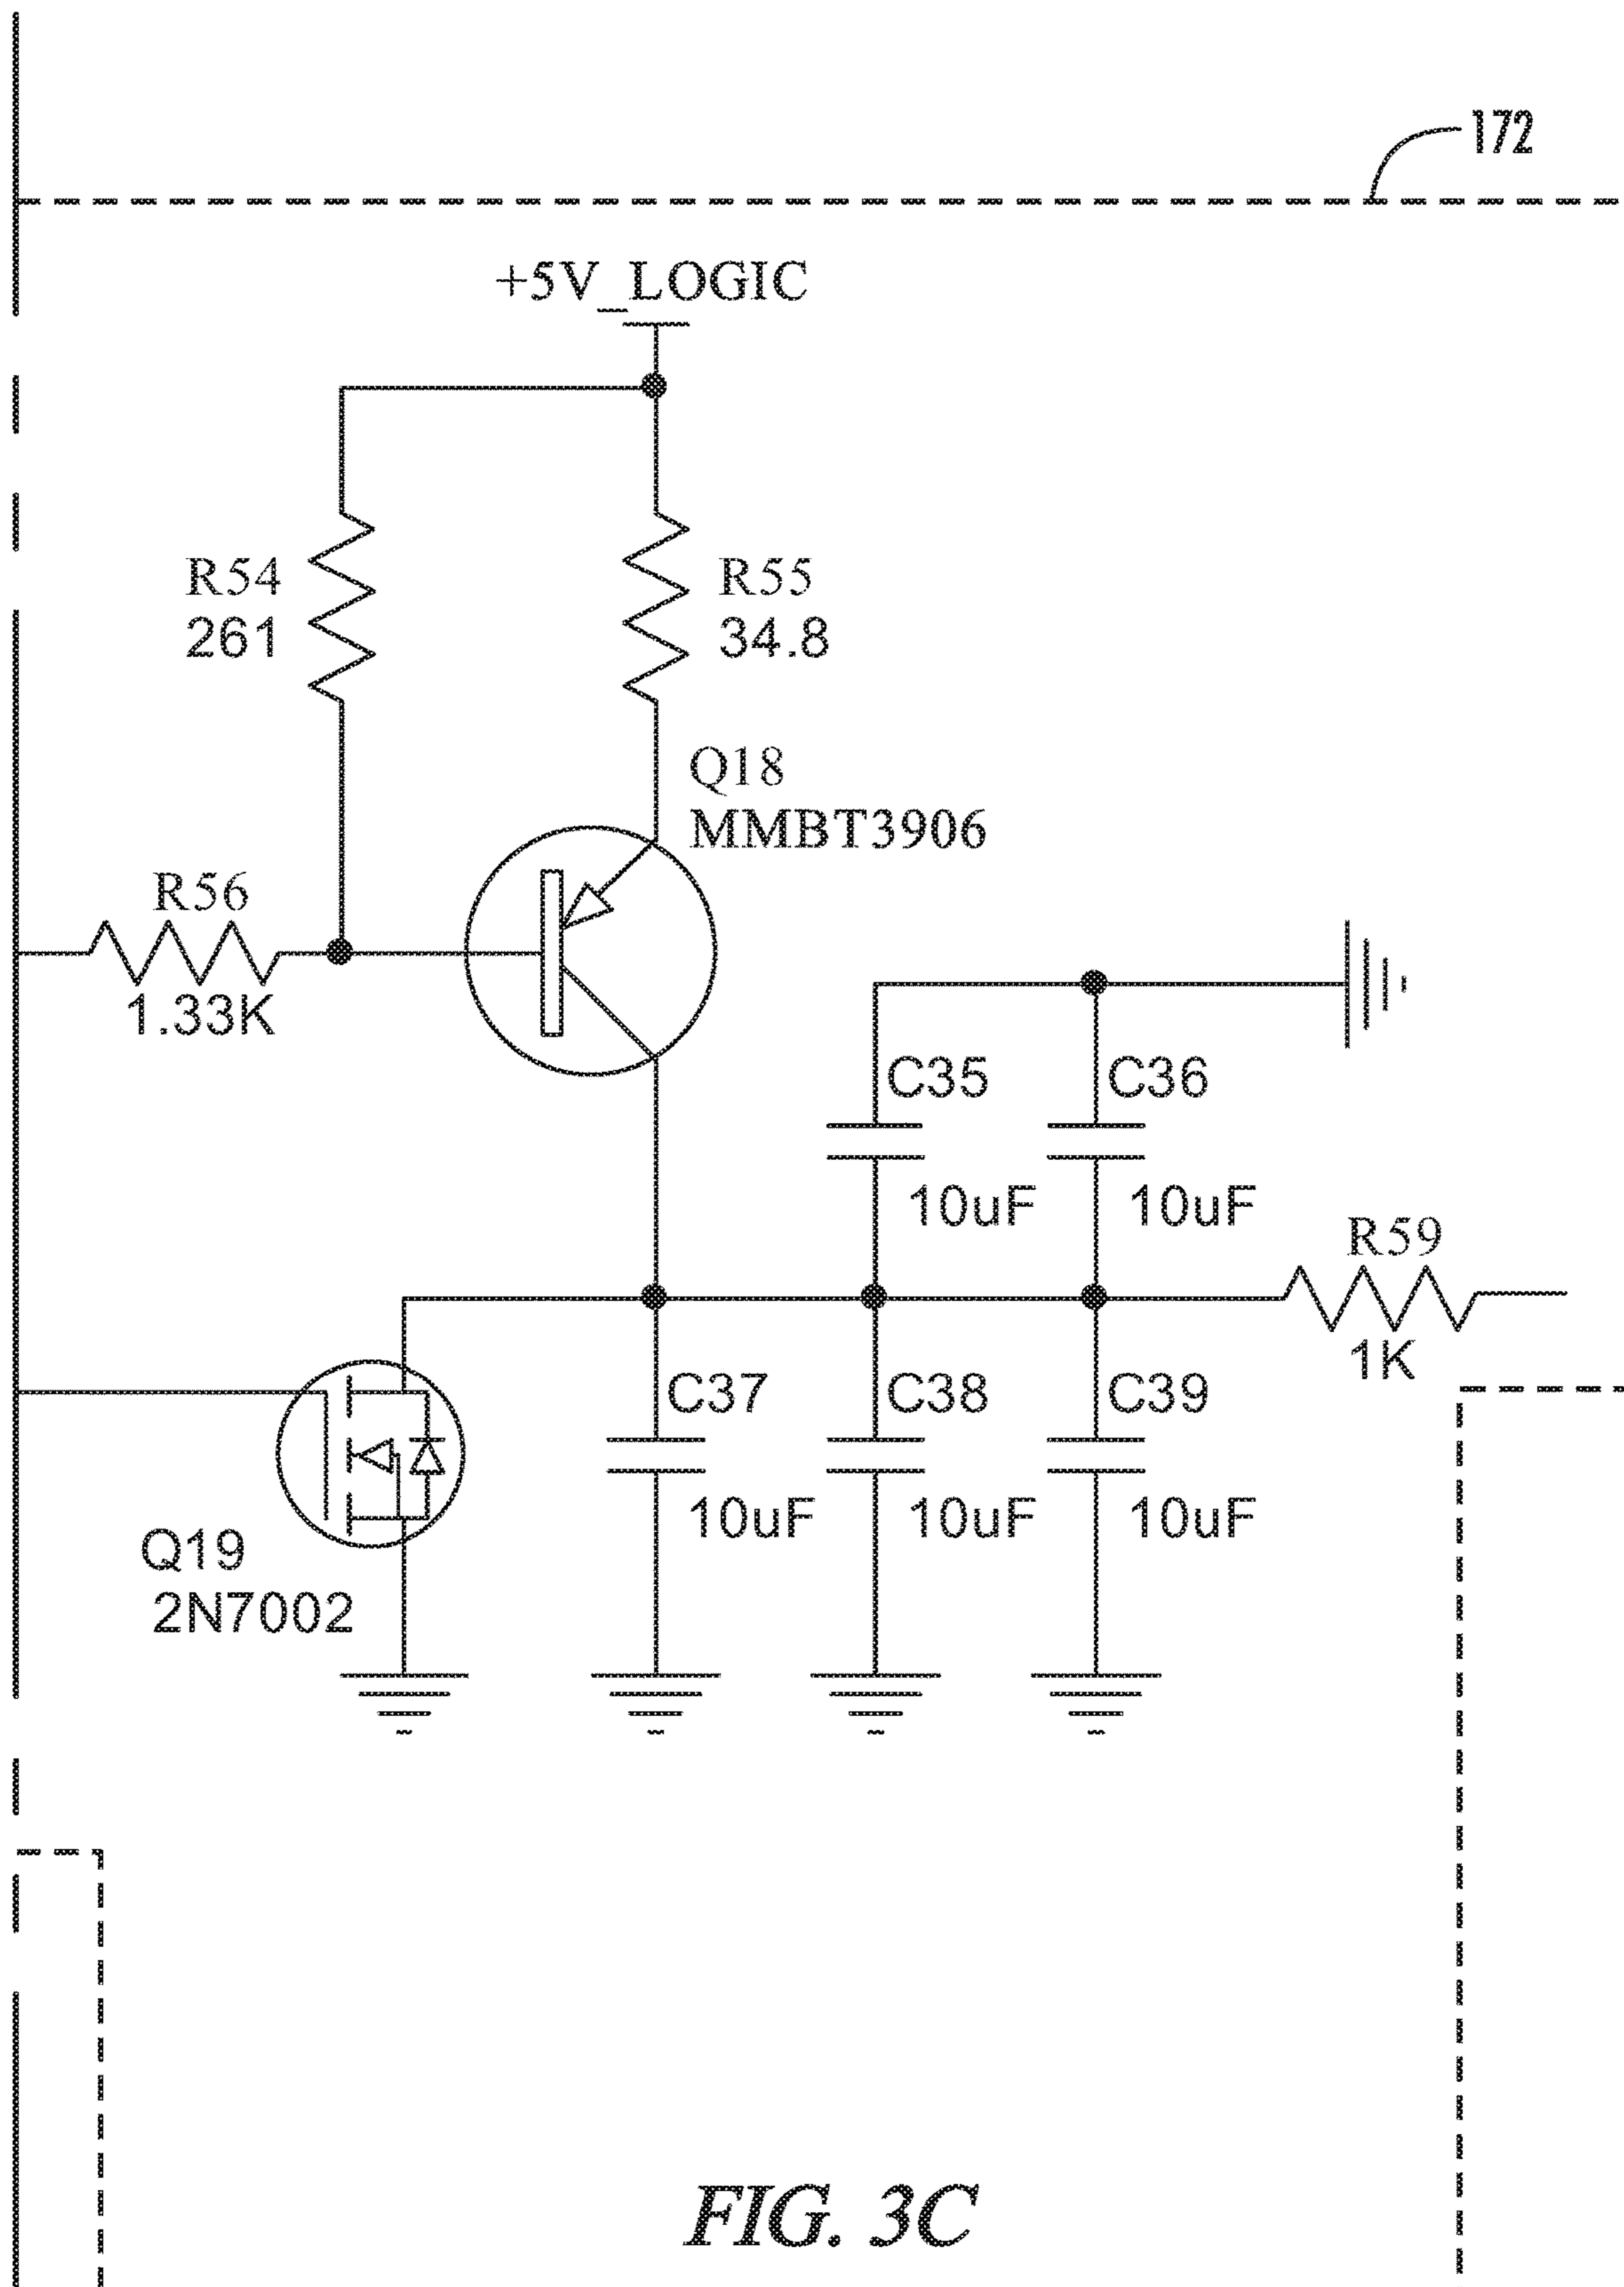 172
+5V_LOGIC
R54
261
R55
34.8
Q18
MMBT3906
R56
1.33K
C35
10uF
C36
10uF
R59
1K
C37
10uF
C38
10uF
C39
10uF
Q19
2N7002
FIG. 3C